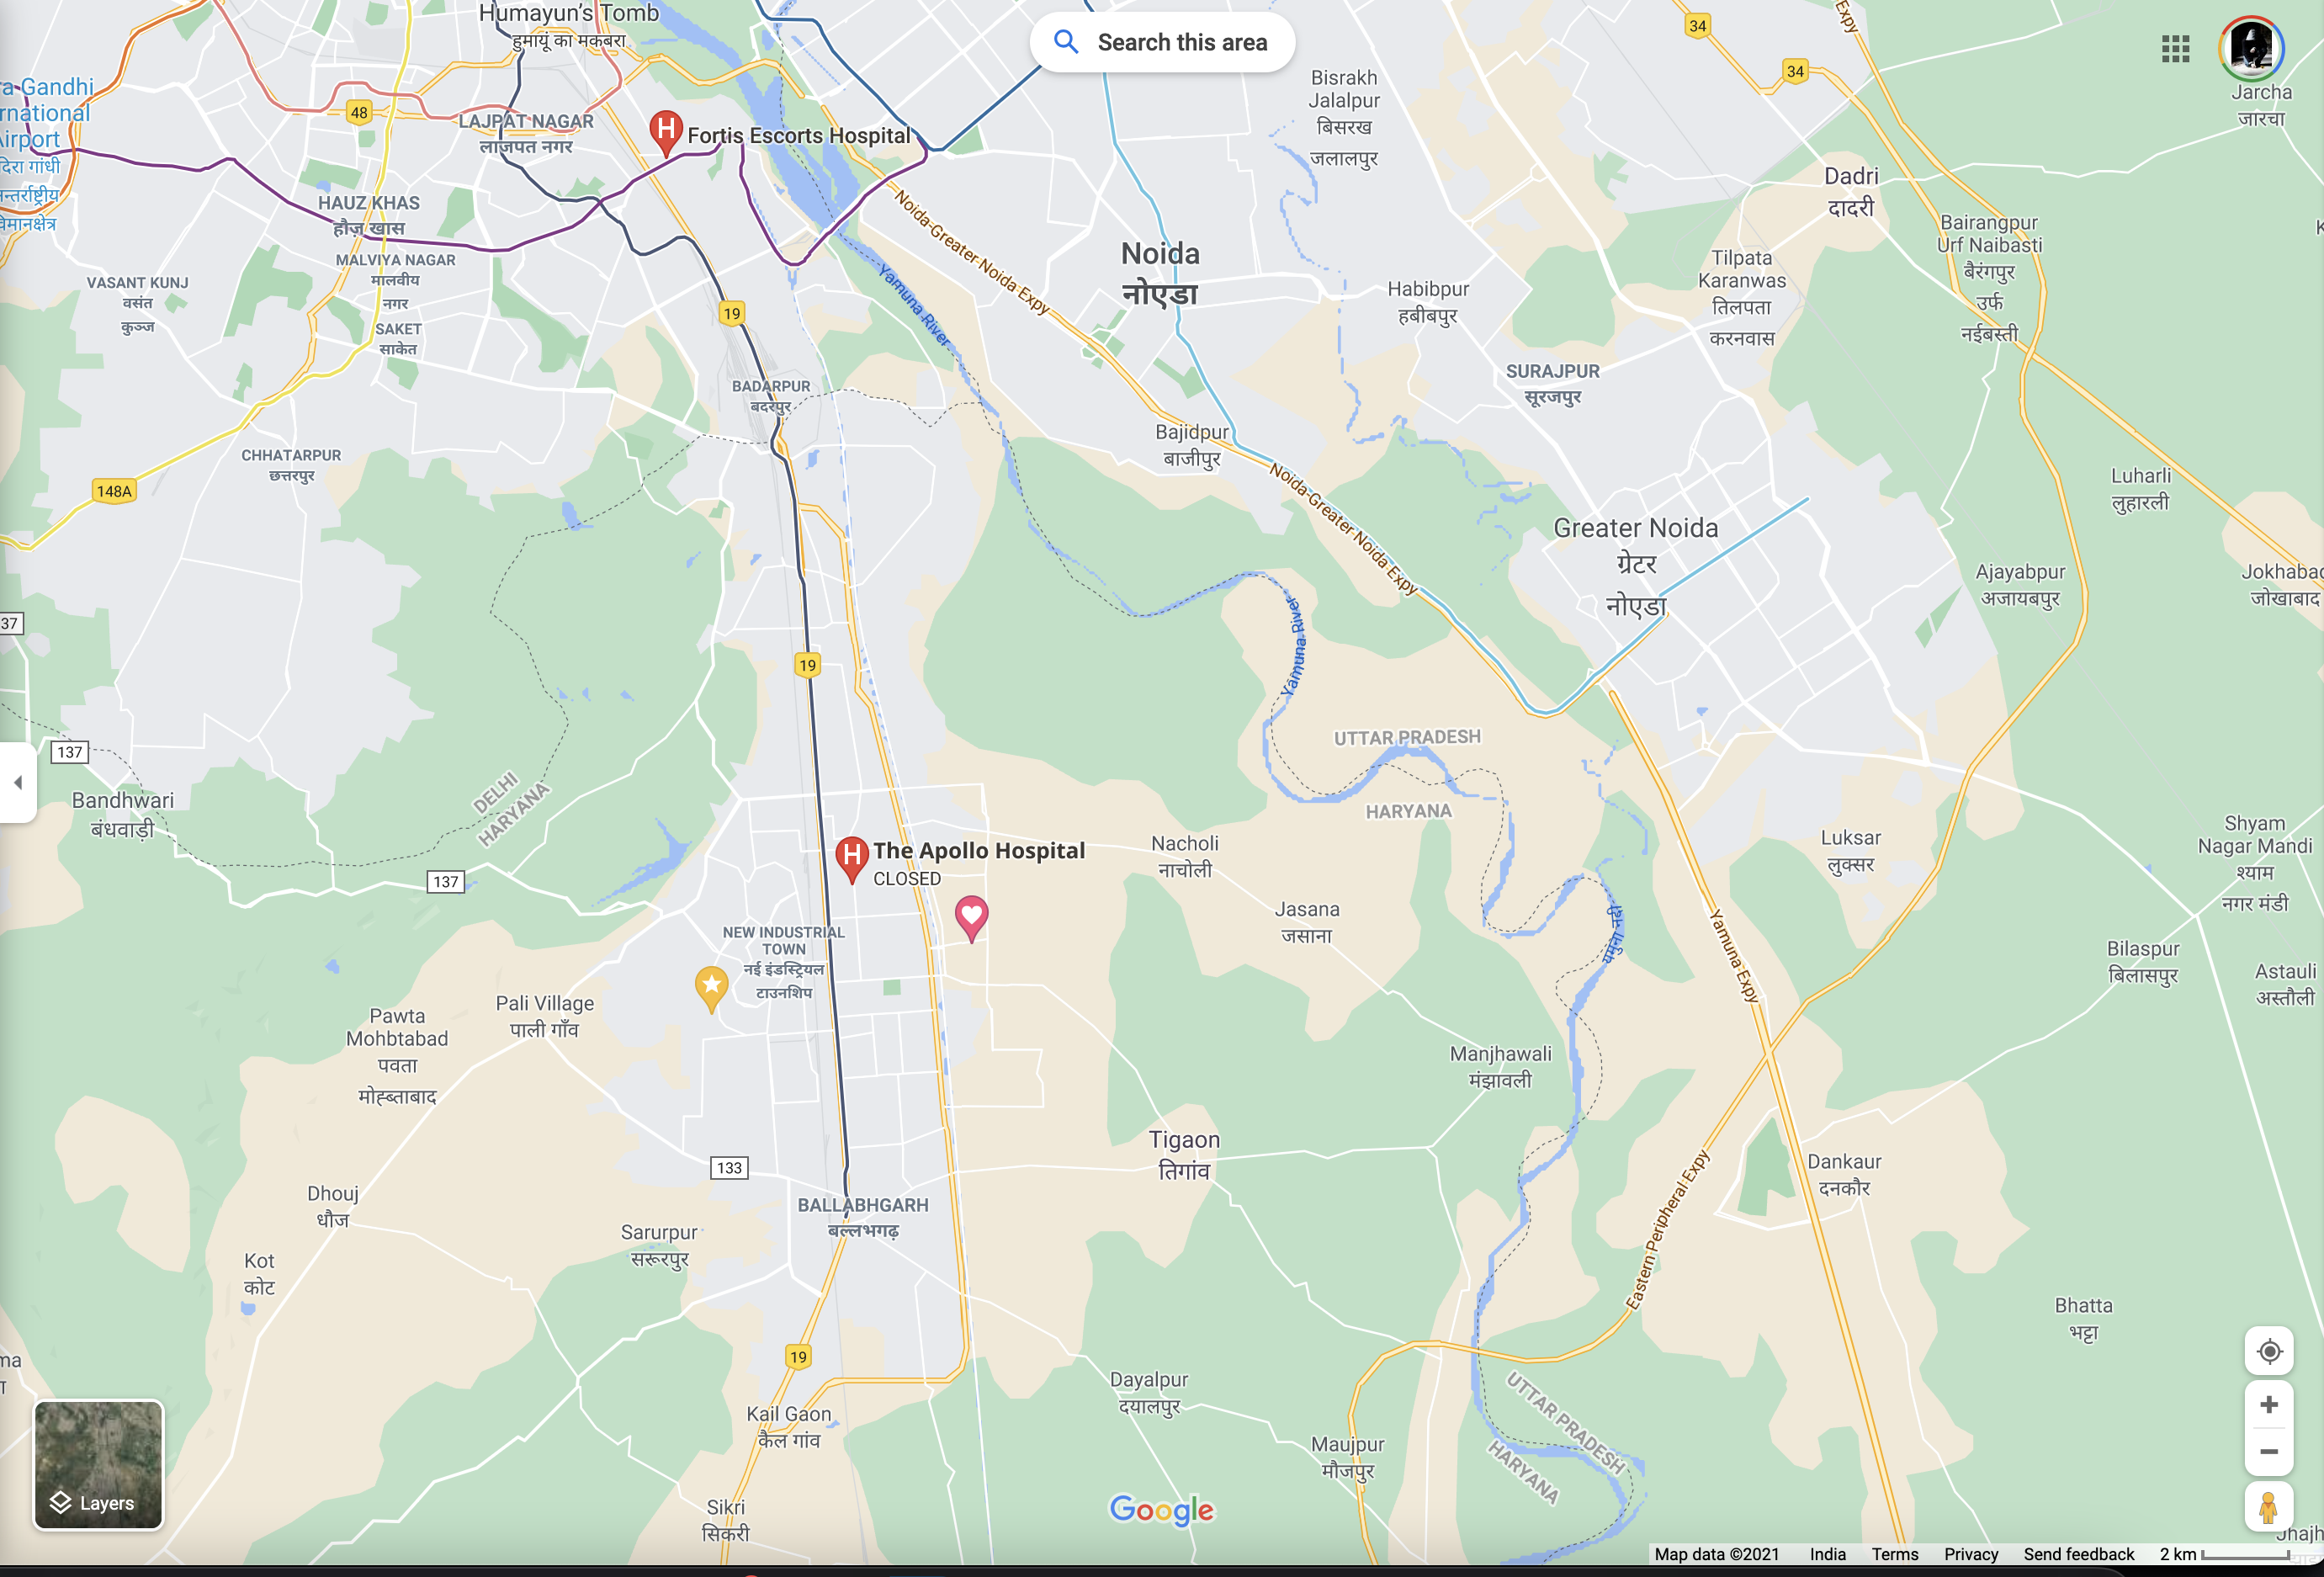 Humayun's Tomb
हुमायूं का मकबरा
Search this area
34
Expy
34
Bisrakh
Jalalpur
बिसरख
जलालपुर
Jarcha
जारचा
ra Gandhi
rnational
Airport
48
LAJPAT NAGAR
लाजपत नगर
Fortis Escorts Hospital
Dadri
दादरी
HAUZ KHAS
हौज़ खास
Noida-Greater Noida Expy
Noida
नोएडा
Bairangpur
Urf Naibasti
बैरंगपुर
उर्फ
नईबस्ती
MALVIYA NAGAR
मालवीय
नगर
VASANT KUNJ
वसंत
कुञ्ज
Yamuna River
Tilpata
Karanwas
तिलपता
करनवास
Habibpur
हबीबपुर
19
SAKET
साकेत
BADARPUR
बदरपुर
SURAJPUR
सूरजपुर
Bajidpur
बाजीपुर
CHHATARPUR
छत्तरपुर
148A
Noida-Greater Noida Expy
Luharli
लुहारली
Greater Noida
ग्रेटर
नोएडा
Ajayabpur
अजायबपुर
Jokhabad
जोखाबाद
37
Yamuna River
19
137
UTTAR PRADESH
HARYANA
DELHI
HARYANA
Bandhwari
बंधवाड़ी
137
The Apollo Hospital
CLOSED
Nacholi
नाचोली
Luksar
लुक्सर
Shyam
Nagar Mandi
श्याम
नगर मंडी
Jasana
जसाना
यमुना नदी
Yamuna Expy
NEW INDUSTRIAL
TOWN
नई इंडस्ट्रियल
टाउनशिप
Bilaspur
बिलासपुर
Astauli
अस्तौली
Pali Village
पाली गाँव
Pawta
Mohbtabad
पवता
मोह्ब्ताबाद
Manjhawali
मंझावली
Tigaon
तिगांव
133
Dankaur
दनकौर
Eastern Peripheral Expy
Dhouj
धौज
BALLABHGARH
बल्लभगढ़
Sarurpur
सरूरपुर
Kot
कोट
Bhatta
भट्टा
19
Dayalpur
दयालपुर
UTTAR PRADESH
HARYANA
Kail Gaon
कैल गांव
Maujpur
मौजपुर
Layers
Sikri
सिकरी
Google
Map data ©2021 India Terms Privacy Send feedback 2 km